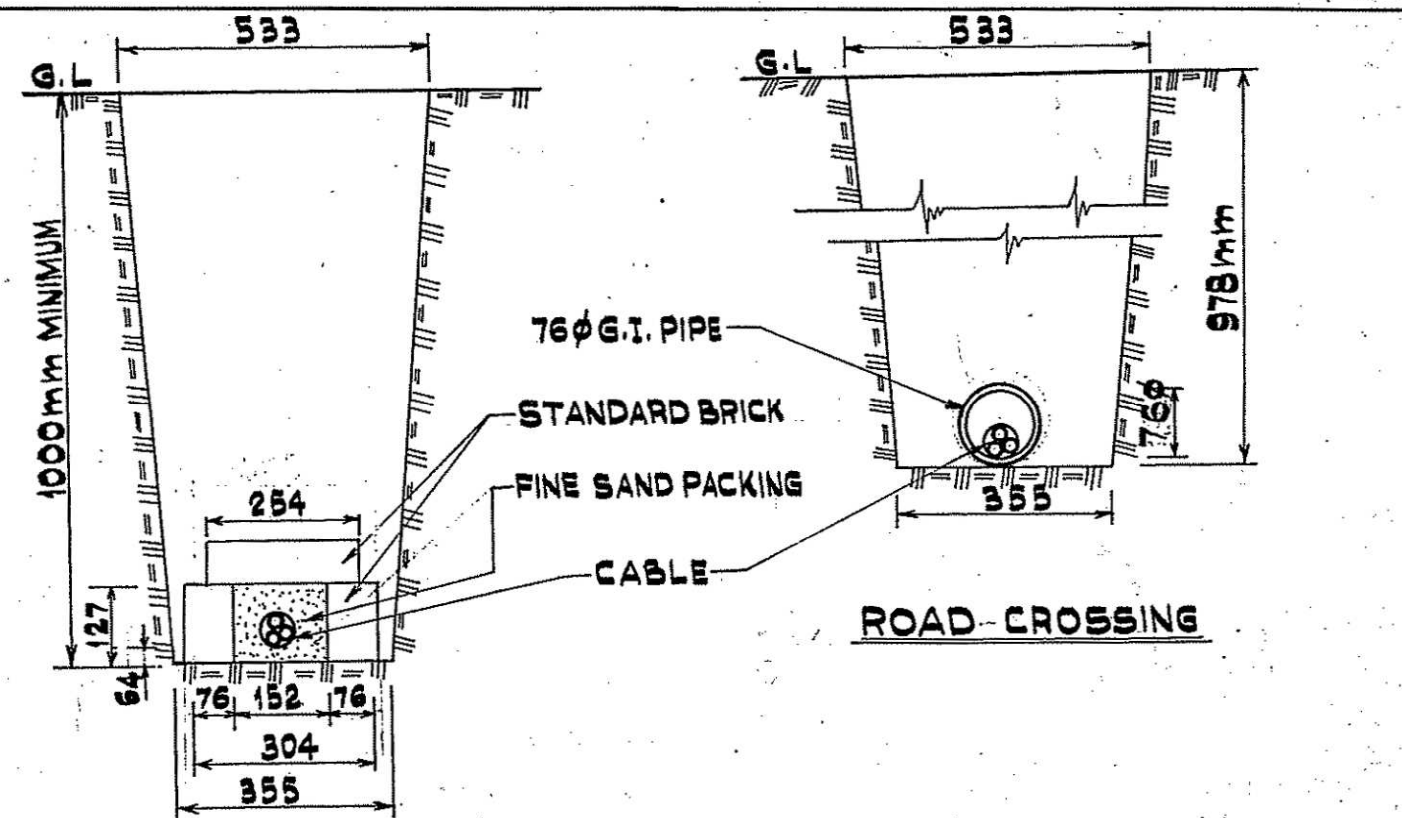 533
G.L
1000mm MINIMUM
254
127
64
76 152 76
304
355
76φ G.I. PIPE
STANDARD BRICK
FINE SAND PACKING
CABLE
533
G.L
978mm
76φ
355
ROAD-CROSSING